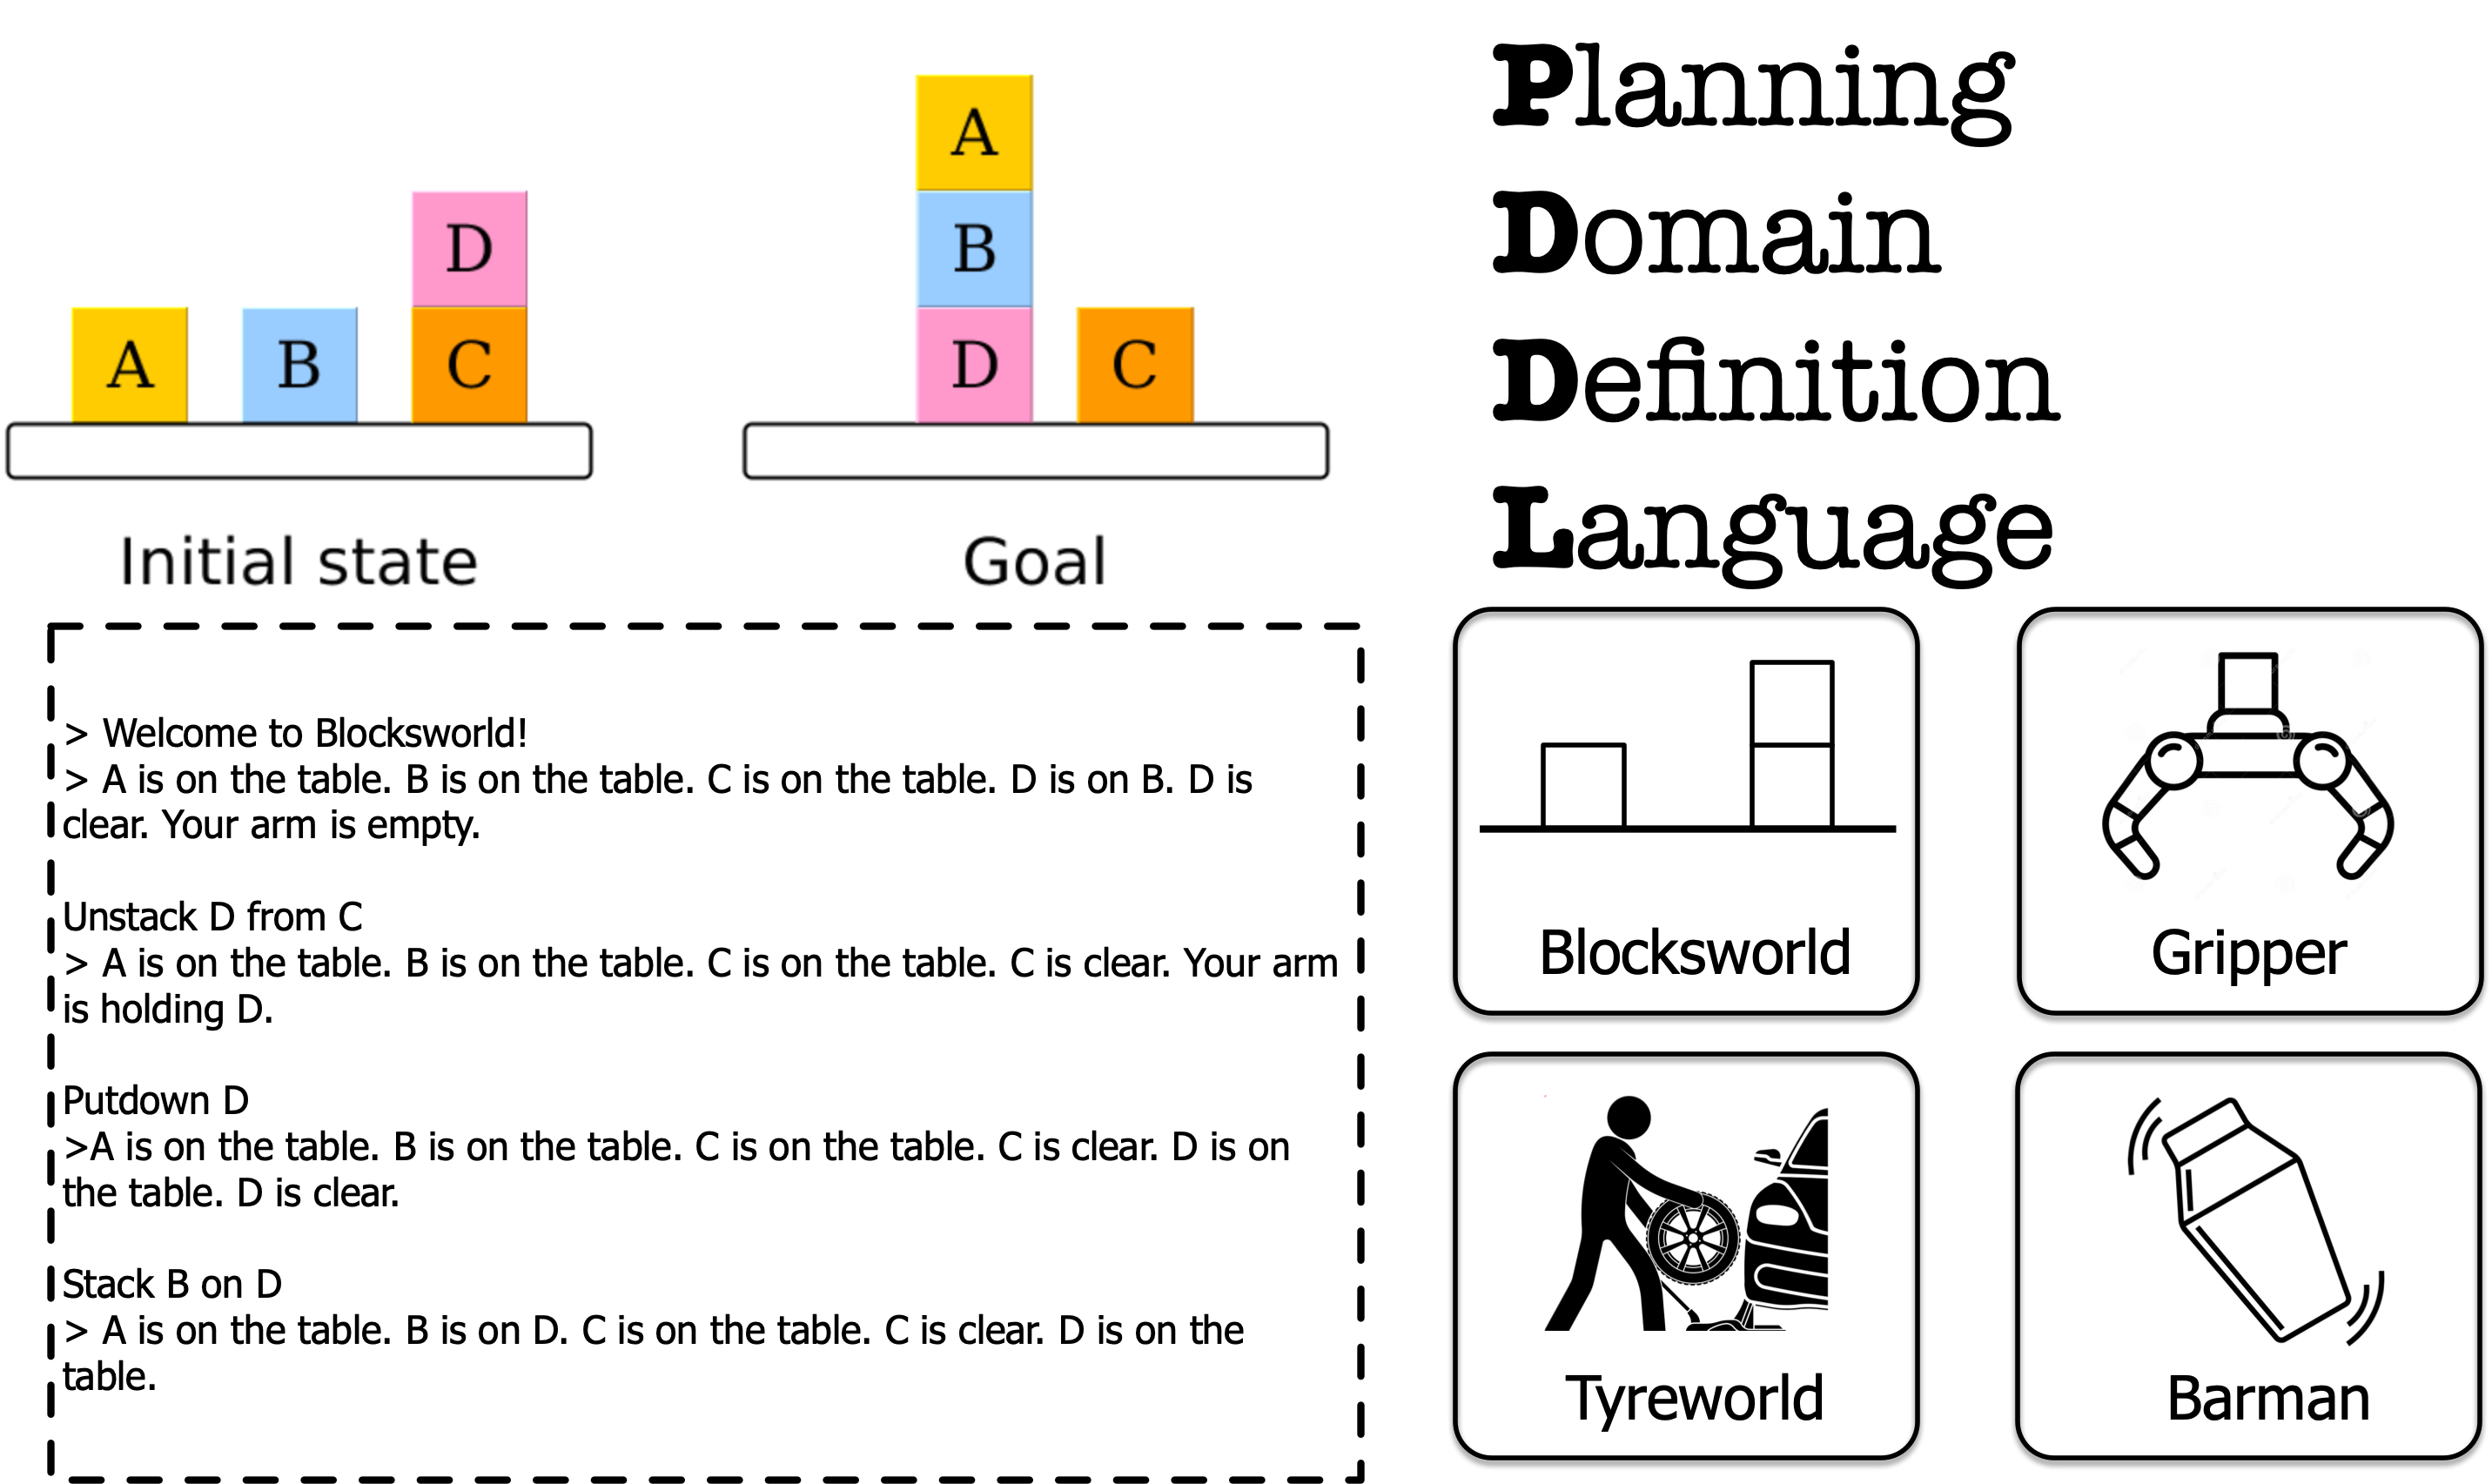 A
B
D
C
Initial state
A
B
D
C
Goal
Planning
Domain
Definition
Language
> Welcome to Blocksworld!
> A is on the table. B is on the table. C is on the table. D is on B. D is
clear. Your arm is empty.
Unstack D from C
> A is on the table. B is on the table. C is on the table. C is clear. Your arm
is holding D.
Putdown D
>A is on the table. B is on the table. C is on the table. C is clear. D is on
the table. D is clear.
Stack B on D
> A is on the table. B is on D. C is on the table. C is clear. D is on the
table.
Blocksworld
Gripper
Tyreworld
Barman